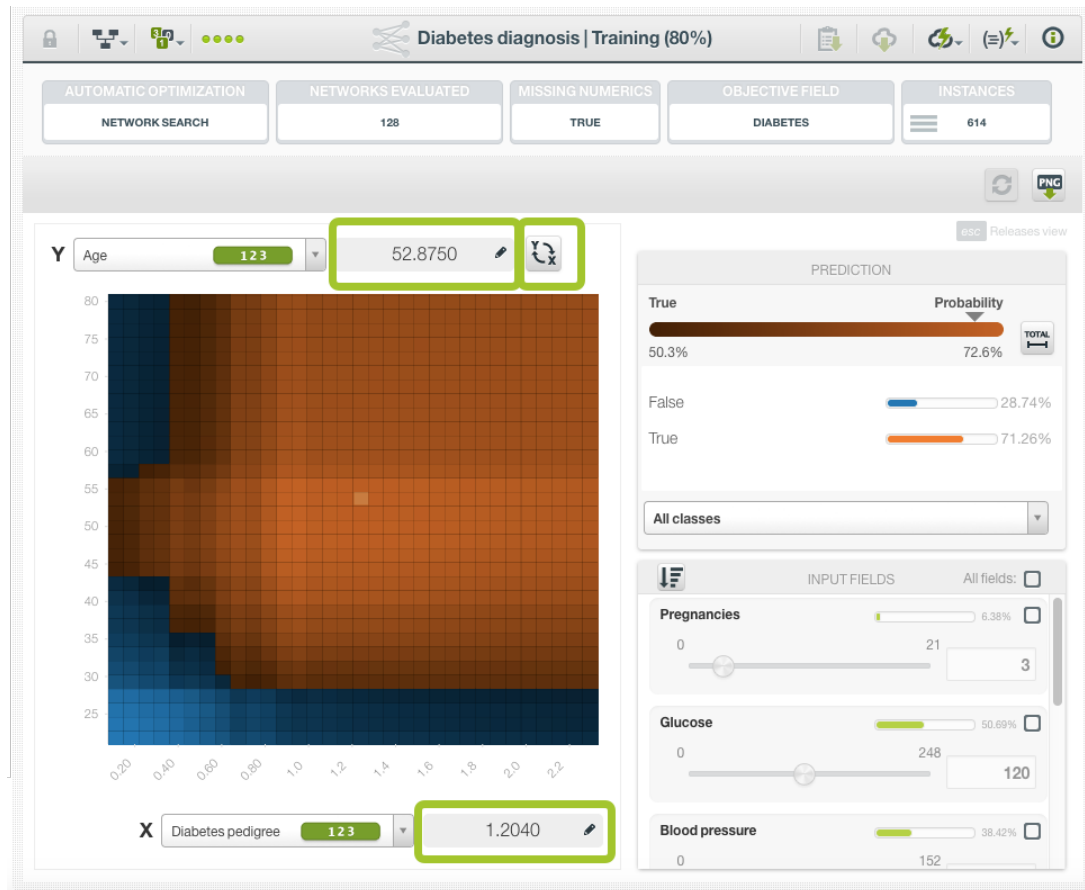 Diabetes diagnosis | Training (80%)
AUTOMATIC OPTIMIZATION
NETWORK SEARCH
NETWORKS EVALUATED
128
MISSING NUMERICS
TRUE
OBJECTIVE FIELD
DIABETES
INSTANCES
614
PNG
esc Releases view
Y Age 123 52.8750 Y X
80
75
70
65
60
55
50
45
40
35
30
25
0.20 0.40 0.60 0.80 1.0 1.2 1.4 1.6 1.8 2.0 2.2
X Diabetes pedigree 123 1.2040
PREDICTION
True Probability
50.3% 72.6% TOTAL
False 28.74%
True 71.26%
All classes
INPUT FIELDS All fields:
Pregnancies 6.38%
0 21
3
Glucose 50.69%
0 248
120
Blood pressure 38.42%
0 152